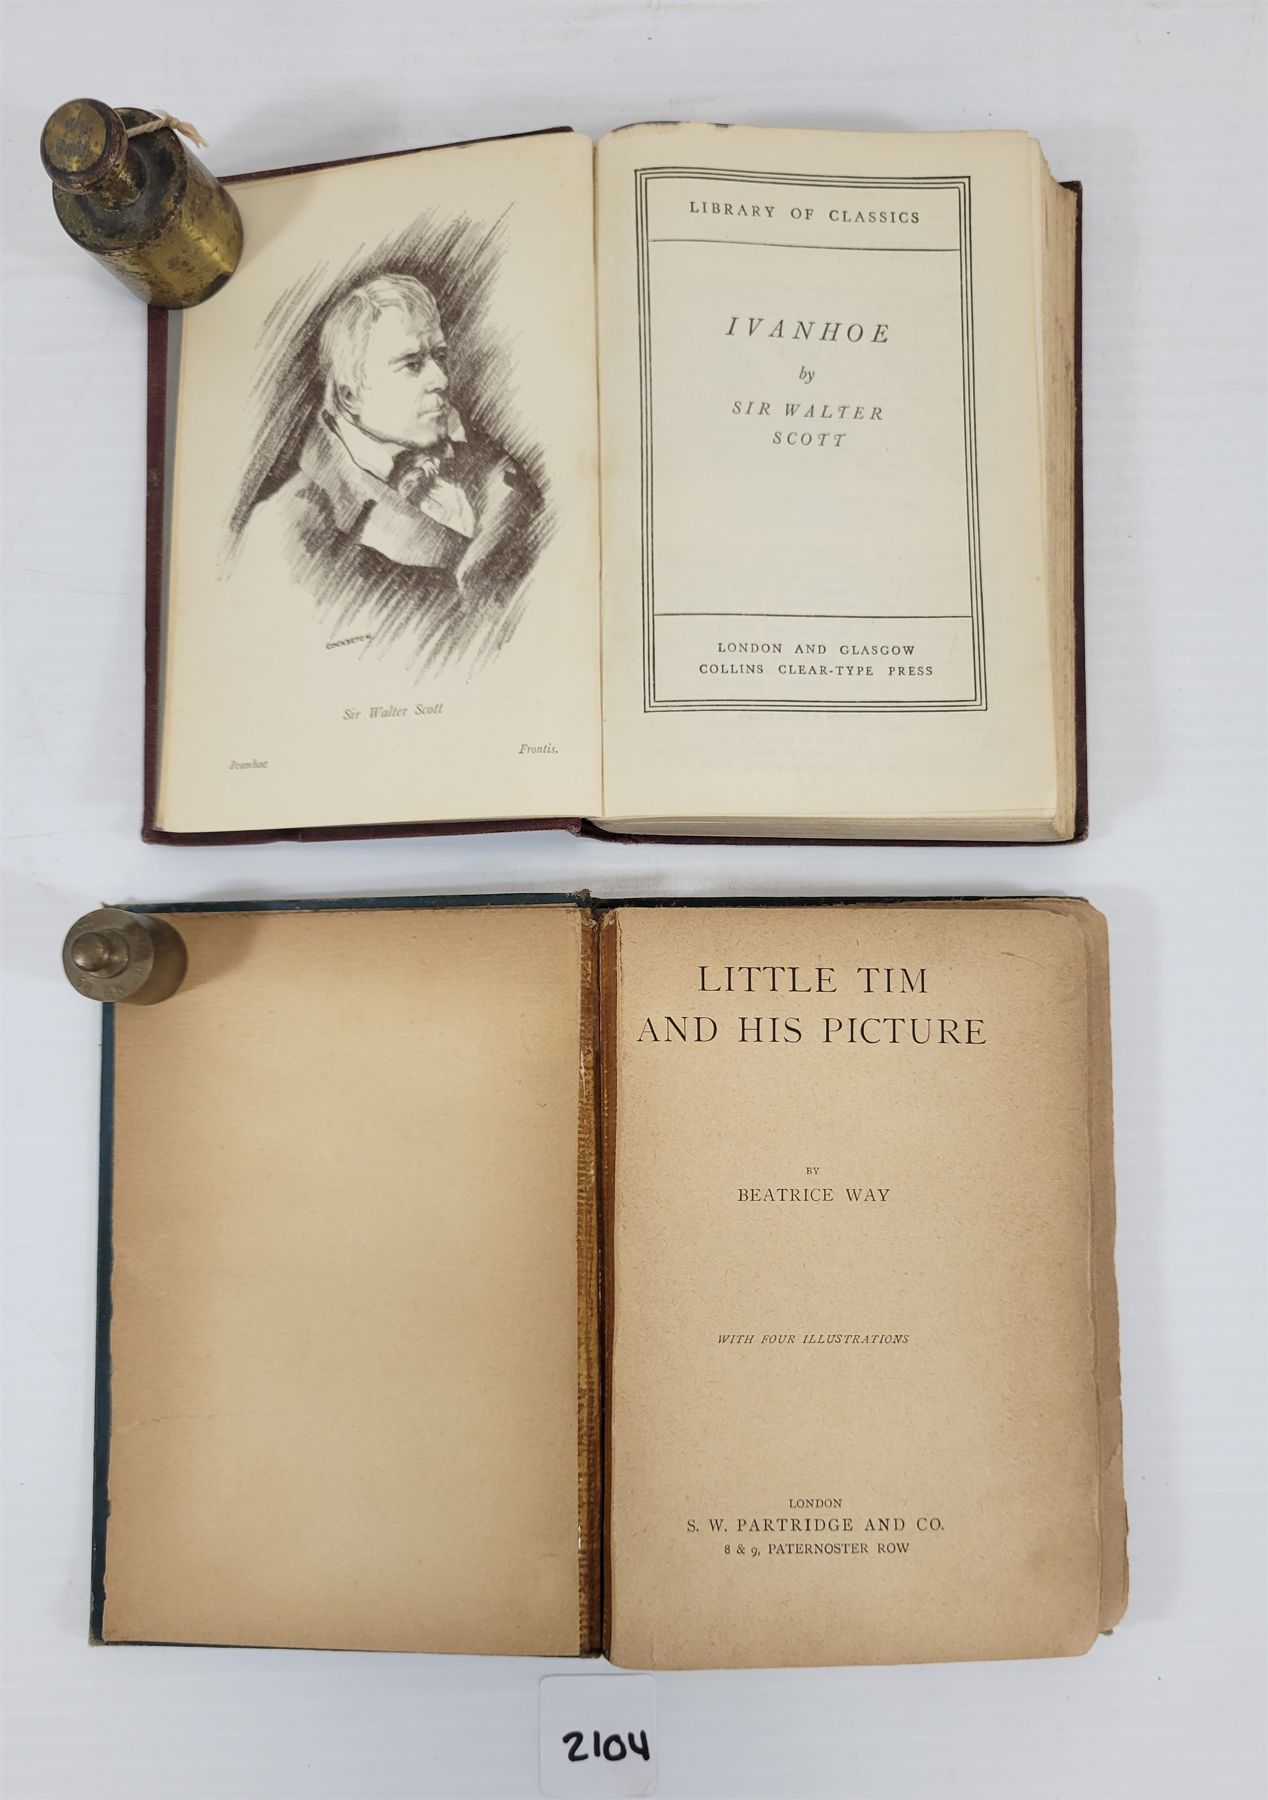 COCKBETON
Sir Walter Scott
Frontis.
Ivanhoe
LIBRARY OF CLASSICS
IVANHOE
by
SIR WALTER
SCOTT
LONDON AND GLASGOW
COLLINS CLEAR-TYPE PRESS
LITTLE TIM
AND HIS PICTURE
BY
BEATRICE WAY
WITH FOUR ILLUSTRATIONS
LONDON
S. W. PARTRIDGE AND CO.
8 & 9, PATERNOSTER ROW
2104